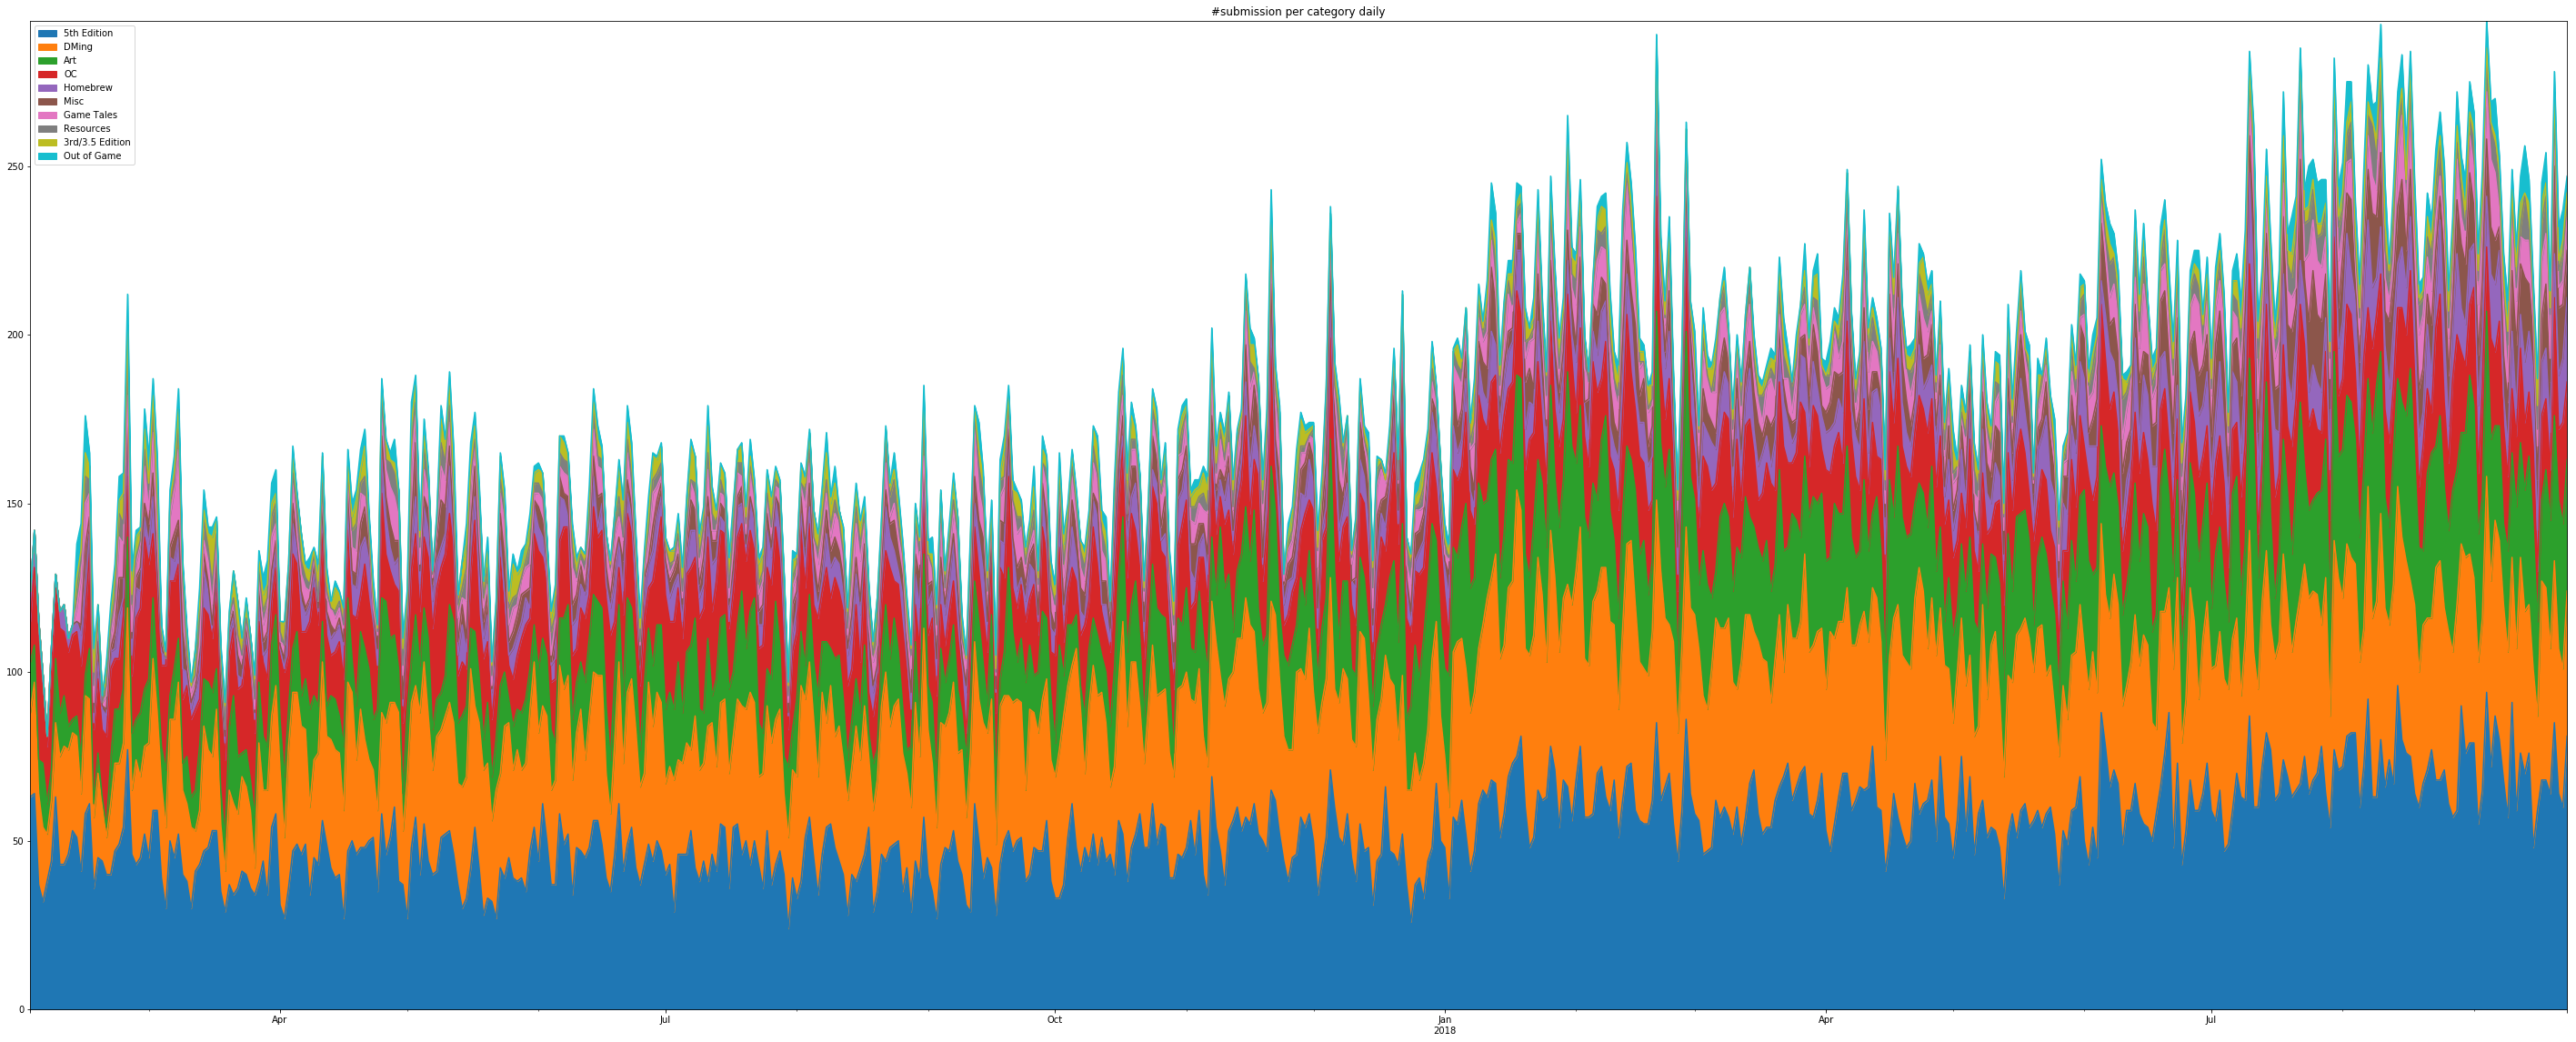 #submission per category daily
5th Edition
DMing
Art
OC
Homebrew
Misc
Game Tales
Resources
3rd/3.5 Edition
Out of Game
250
200
150
100
50
0
Apr
Jul
Oct
Jan
2018
Apr
Jul